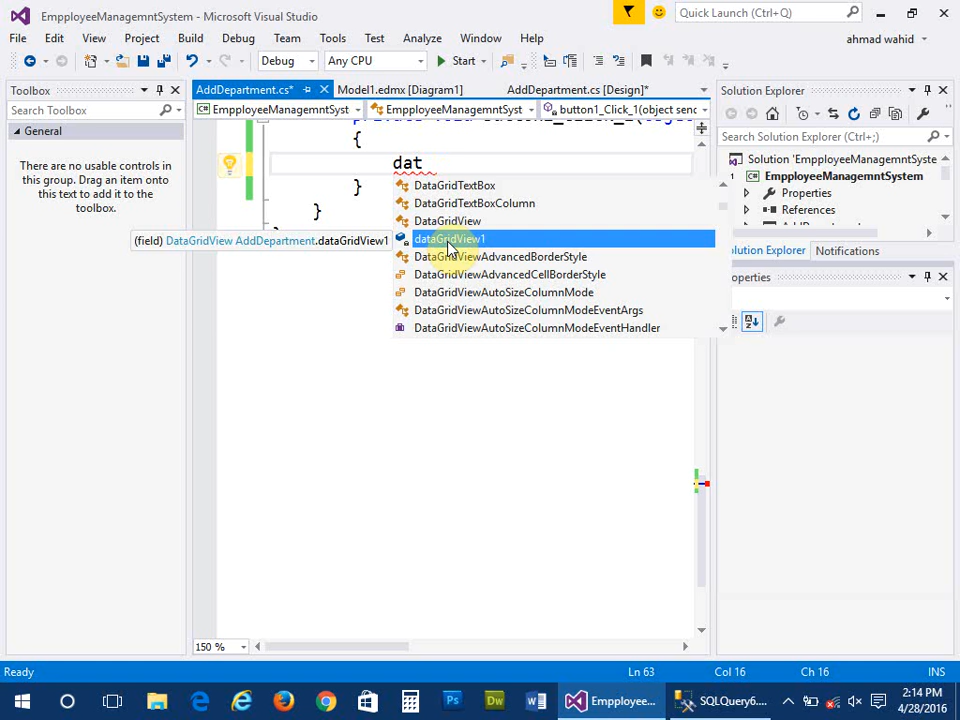 EmpployeeManagemntSystem - Microsoft Visual Studio
Quick Launch (Ctrl+Q)
File Edit View Project Build Debug Team Tools Test Analyze Window Help
ahmad wahid
Debug Any CPU Start
Toolbox
Search Toolbox
General
There are no usable controls in
this group. Drag an item onto
this text to add it to the
toolbox.
AddDepartment.cs* Model1.edmx [Diagram1] AddDepartment.cs [Design]*
EmployeeManagemntSyst EmpployeeManagemntSyst button1_Click_1(object senc
{
dat
}
}
DataGridTextBox
DataGridTextBoxColumn
DataGridView
dataGridView1
DataGridViewAdvancedBorderStyle
DataGridViewAdvancedCellBorderStyle
DataGridViewAutoSizeColumnMode
DataGridViewAutoSizeColumnModeEventArgs
DataGridViewAutoSizeColumnModeEventHandler
(field) DataGridView AddDepartment.dataGridView1
150 %
Solution Explorer
Search Solution Explorer (Ctrl+;)
Solution 'EmpployeeManagemntSyste
EmpployeeManagemntSystem
Properties
References
olution Explorer Notifications
operties
Ready Ln 63 Col 16 Ch 16 INS
Empployee... SQLQuery6....
2:14 PM
4/28/2016